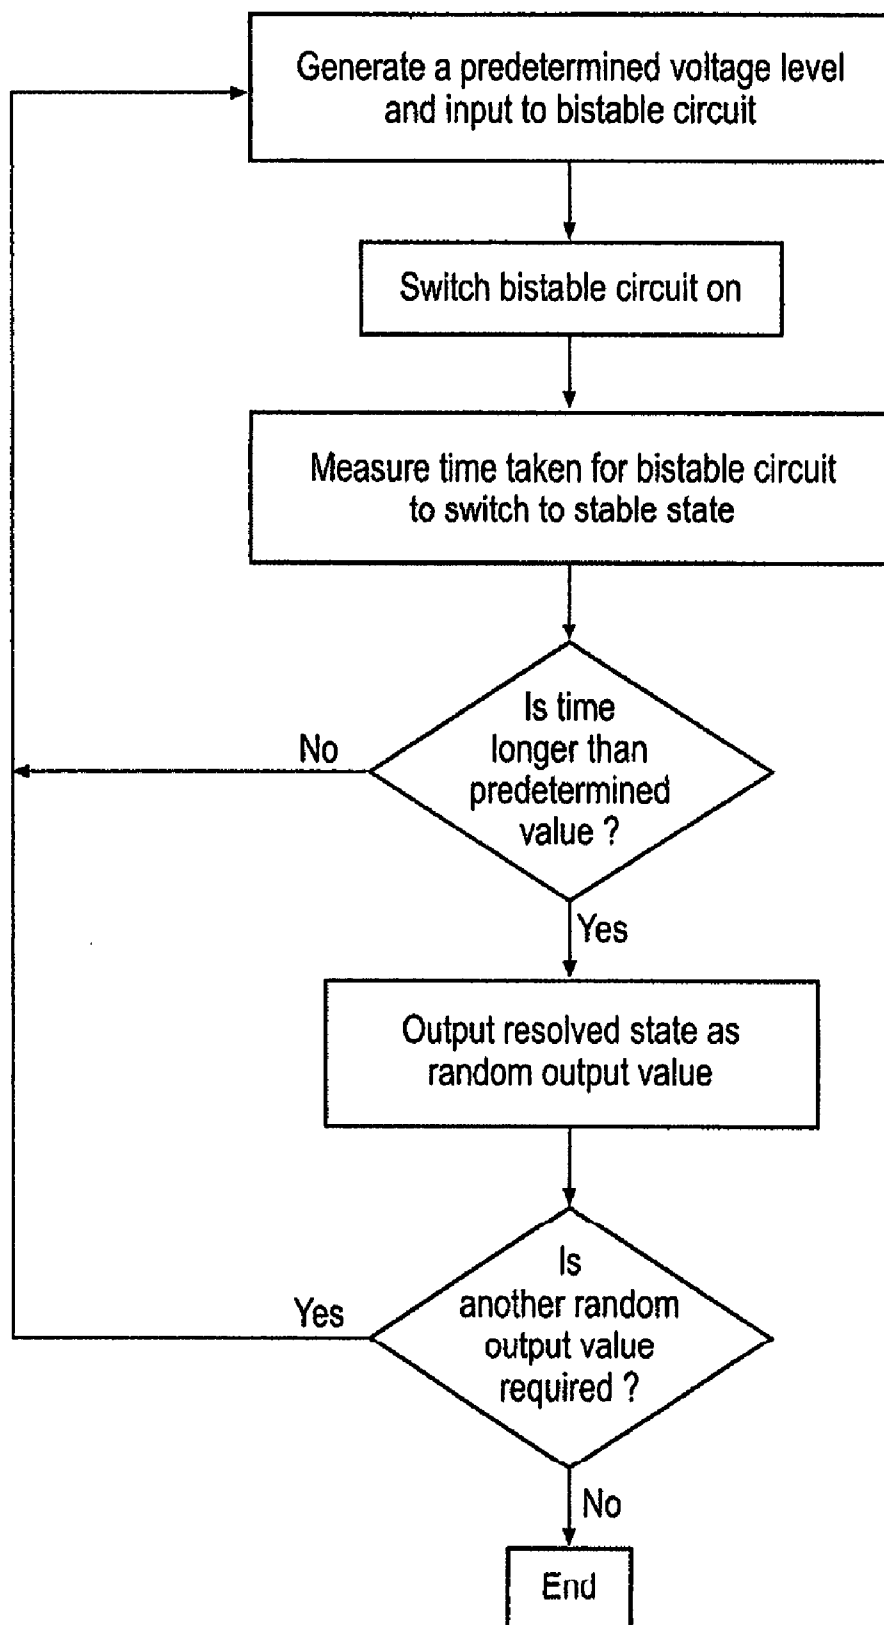 Generate a predetermined voltage level
and input to bistable circuit
Switch bistable circuit on
Measure time taken for bistable circuit
to switch to stable state
Is time
longer than
predetermined
value ?
No
Yes
Output resolved state as
random output value
Is
another random
output value
required ?
Yes
No
End